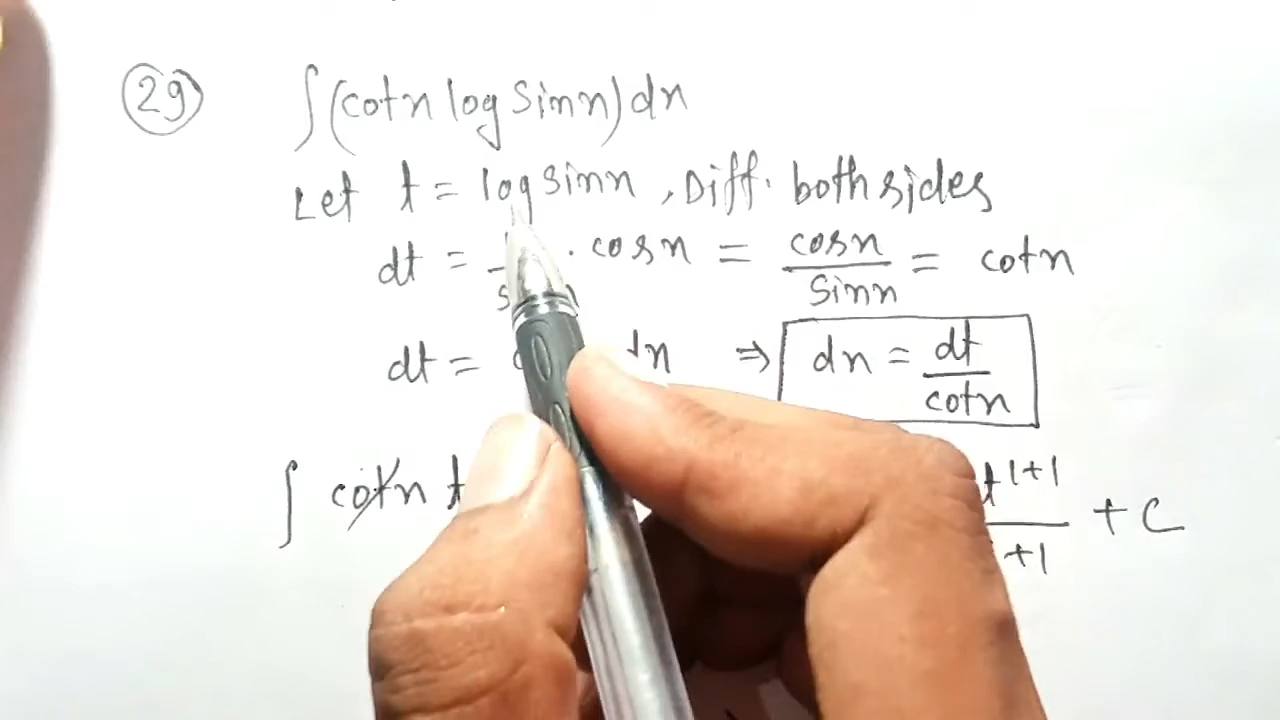 29 ∫(cotx log sinx)dx
Let t = log sinx , Diff. both sides
dt = . cosx = cosx/sinx = cotx
dt = dx ⇒ dx = dt/cotx
∫ cotx t t^1+1 / +1 + C